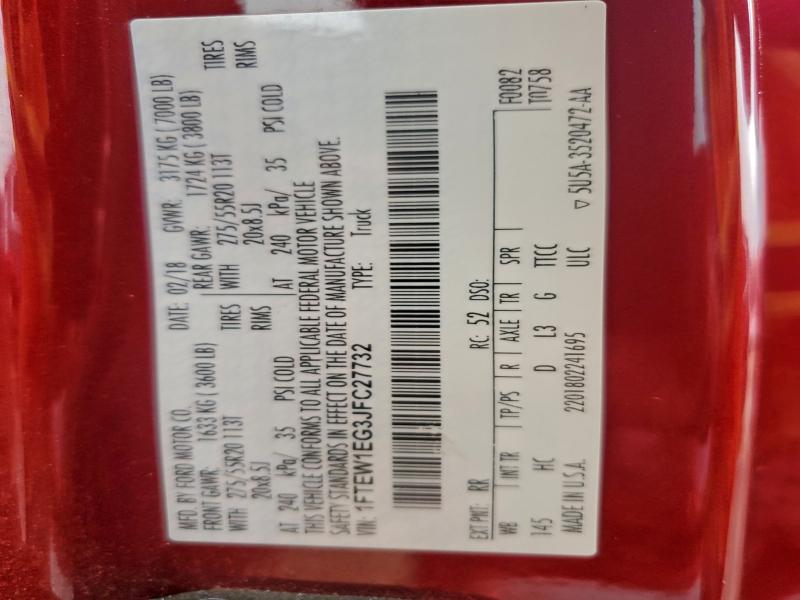 MFD. BY FORD MOTOR CO. DATE: 02/18 GVWR: 3175 KG ( 7000 LB)
FRONT GAWR: 1633 KG ( 3600 LB) REAR GAWR: 1724 KG ( 3800 LB)
WITH 275/55R20 113T TIRES WITH 275/55R20 113T TIRES
20x8.5J RIMS 20x8.5J RIMS
AT 240 kPa/ 35 PSI COLD AT 240 kPa/ 35 PSI COLD
THIS VEHICLE CONFORMS TO ALL APPLICABLE FEDERAL MOTOR VEHICLE
SAFETY STANDARDS IN EFFECT ON THE DATE OF MANUFACTURE SHOWN ABOVE.
VIN: 1FTEW1EG3JFC27732 TYPE: Truck
EXT PNT: RR RC: 52 DSO: F0082
WB INT TR TP/PS R AXLE TR SPR T0758
145 HC D L3 G TTCC
MADE IN U.S.A. 2201802241695 ULC ▽ 5U5A-3520472-AA